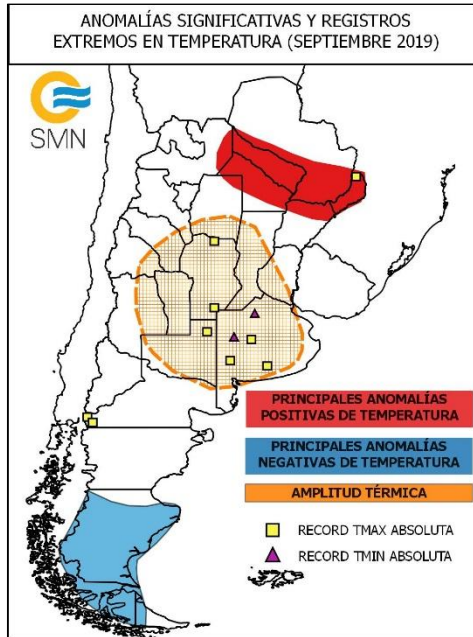 ANOMALÍAS SIGNIFICATIVAS Y REGISTROS
EXTREMOS EN TEMPERATURA (SEPTIEMBRE 2019)
SMN
PRINCIPALES ANOMALÍAS
POSITIVAS DE TEMPERATURA
PRINCIPALES ANOMALÍAS
NEGATIVAS DE TEMPERATURA
AMPLITUD TÉRMICA
RECORD TMAX ABSOLUTA
RECORD TMIN ABSOLUTA